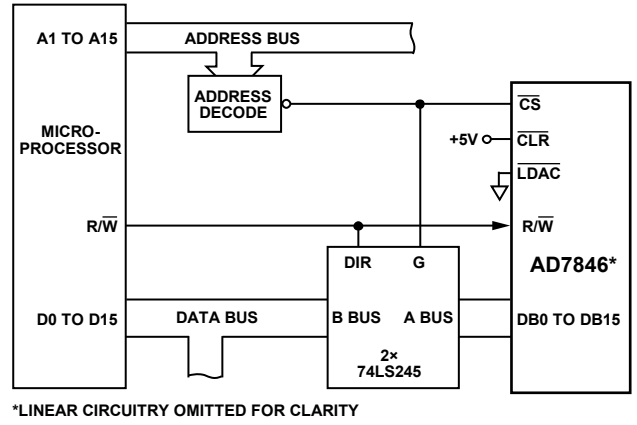 A1 TO A15
ADDRESS BUS
ADDRESS
DECODE
MICRO-
PROCESSOR
CS
+5V
CLR
LDAC
R/W
R/W
DIR
G
AD7846*
D0 TO D15
DATA BUS
B BUS
A BUS
DB0 TO DB15
2×
74LS245
*LINEAR CIRCUITRY OMITTED FOR CLARITY